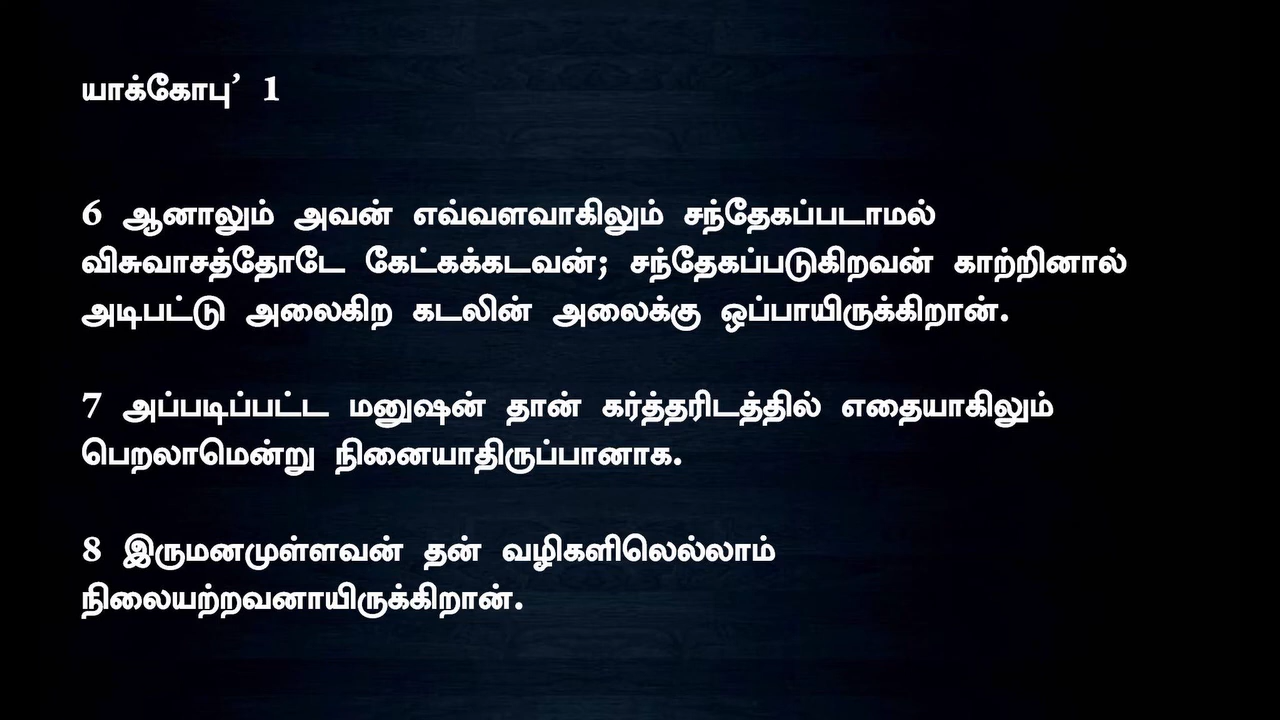 யாக்கோபு’ 1
6 ஆனாலும் அவன் எவ்வளவாகிலும் சந்தேகப்படாமல்
விசுவாசத்தோடே கேட்கக்கடவன்; சந்தேகப்படுகிறவன் காற்றினால்
அடிபட்டு அலைகிற கடலின் அலைக்கு ஒப்பாயிருக்கிறான்.
7 அப்படிப்பட்ட மனுஷன் தான் கர்த்தரிடத்தில் எதையாகிலும்
பெறலாமென்று நினையாதிருப்பானாக.
8 இருமனமுள்ளவன் தன் வழிகளிலெல்லாம்
நிலையற்றவனாயிருக்கிறான்.